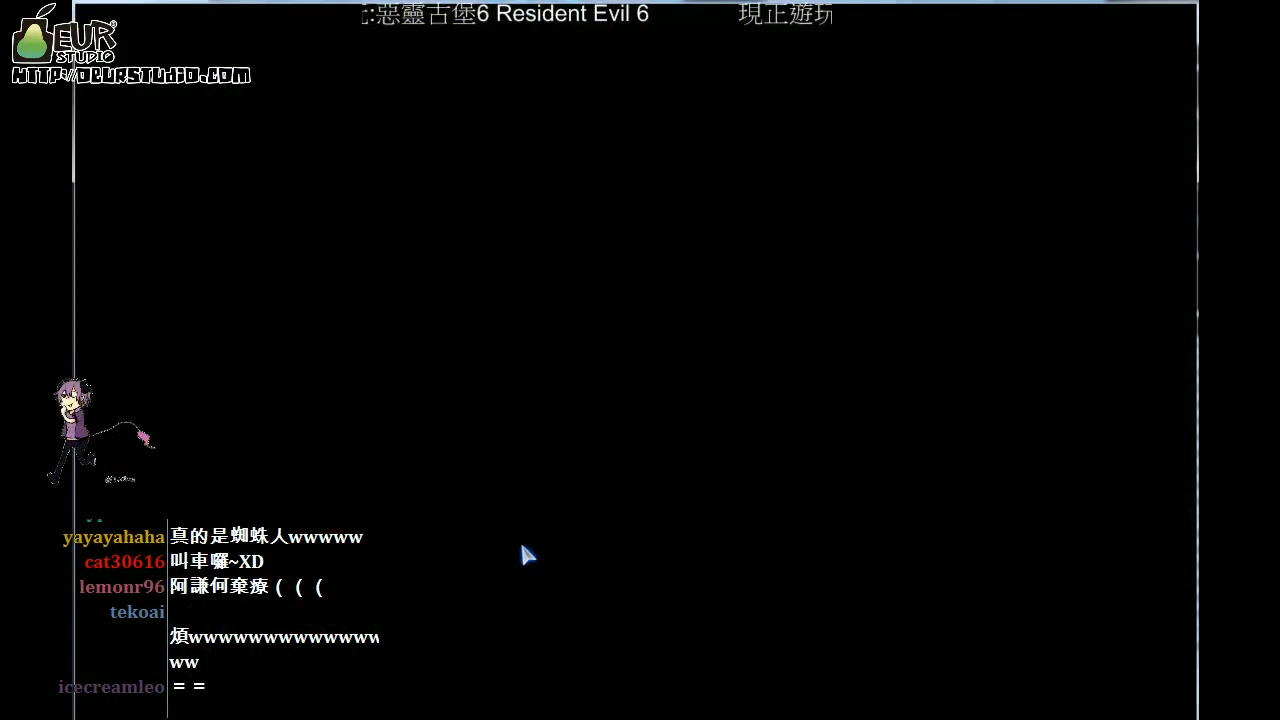 :惡靈古堡6 Resident Evil 6 現正遊玩
EUR
STUDIO
HTTP://DEURSTUDIO.COM
yayayahaha 真的是蜘蛛人wwwww
cat30616 叫車囉~XD
lemonr96 阿謙何棄療 ( ( (
tekoai
煩wwwwwwwwwwwww
ww
icecreamleo = =